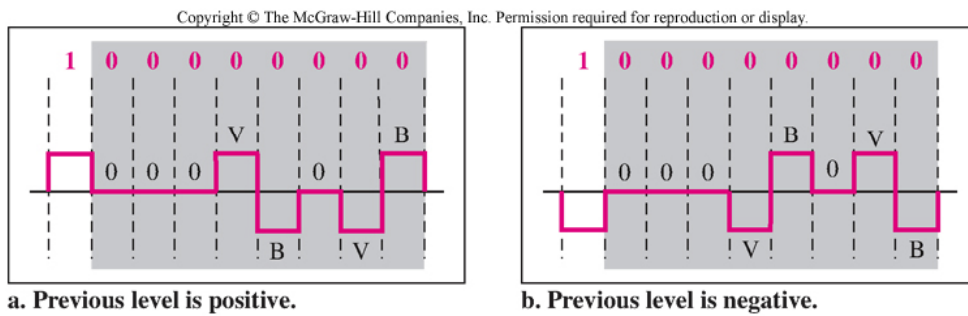 Copyright © The McGraw-Hill Companies, Inc. Permission required for reproduction or display.
1 0 0 0 0 0 0 0 0
V B
0 0 0 0
B V
a. Previous level is positive.
1 0 0 0 0 0 0 0 0
B V
0 0 0 0
V B
b. Previous level is negative.